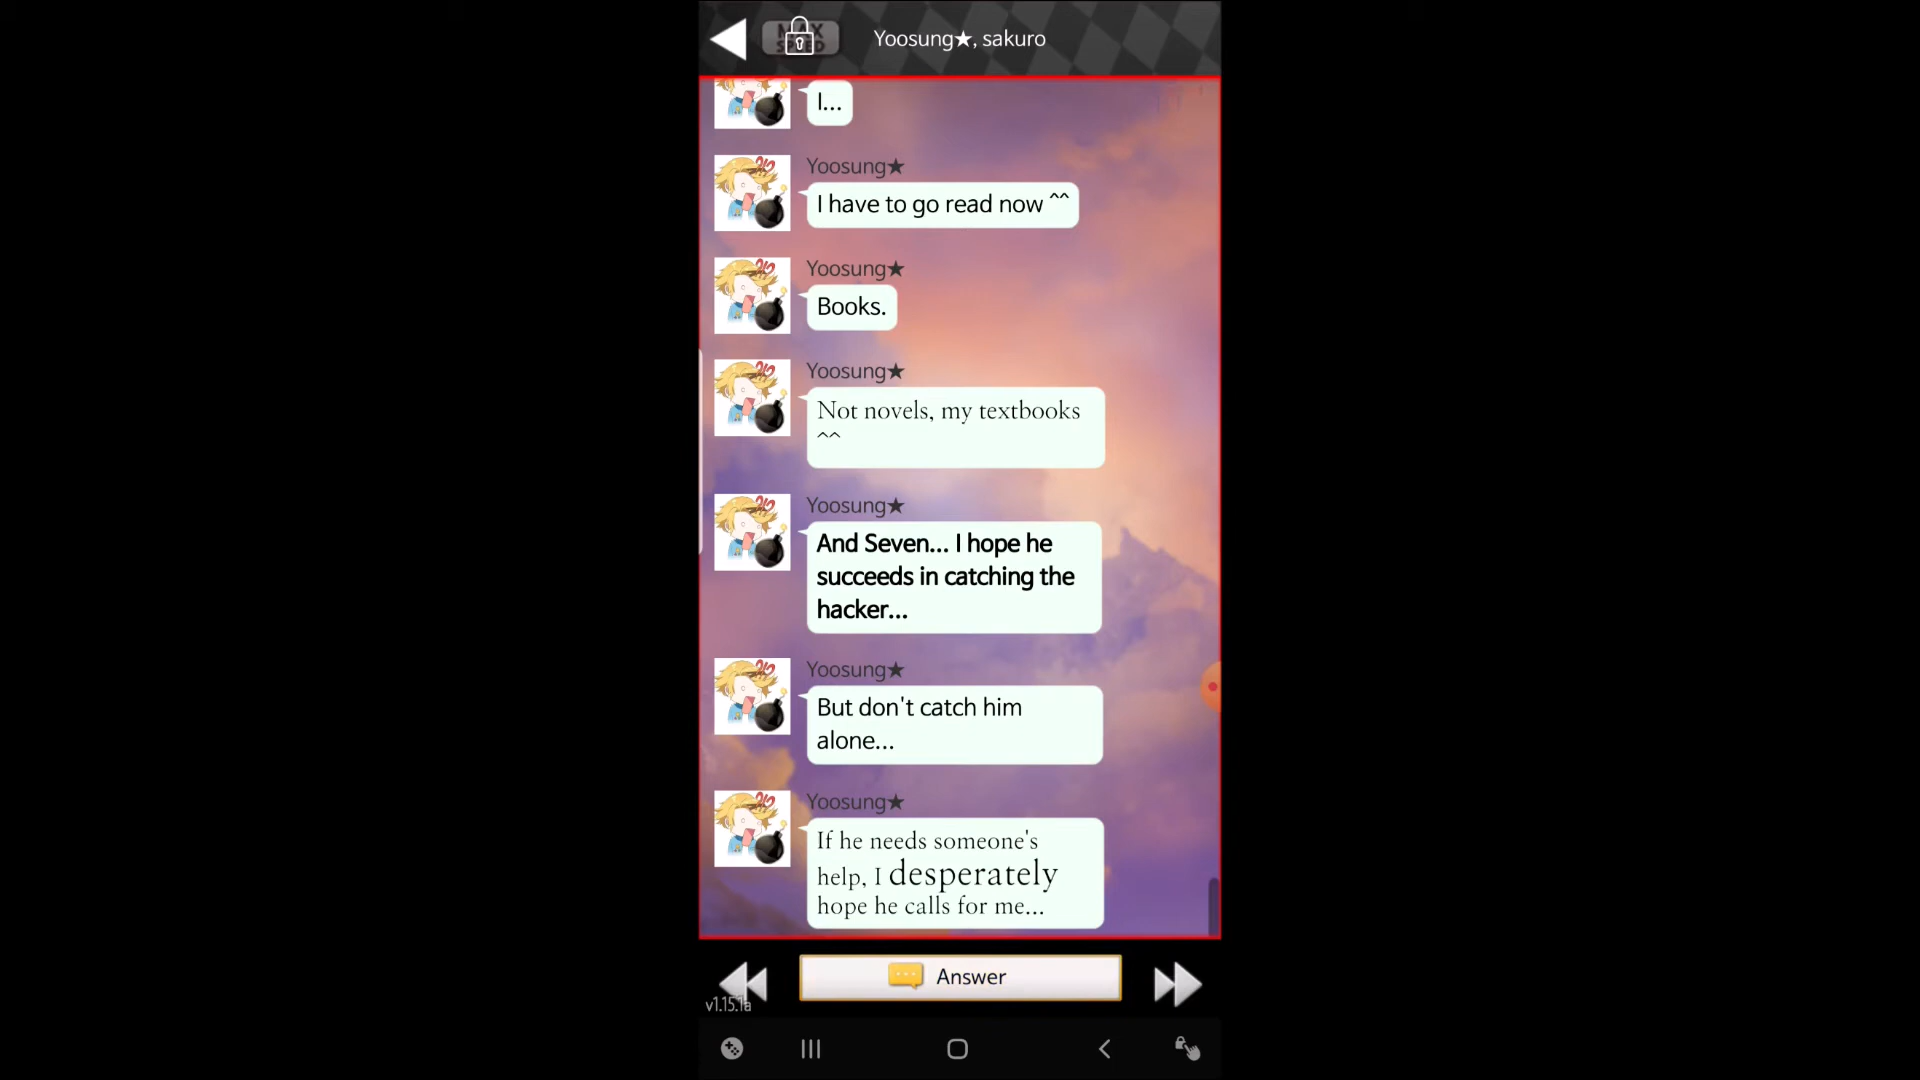 MAX
SPEED
Yoosung★, sakuro
I...
Yoosung★
I have to go read now ^^
Yoosung★
Books.
Yoosung★
Not novels, my textbooks
^^
Yoosung★
And Seven... I hope he
succeeds in catching the
hacker...
Yoosung★
But don't catch him
alone...
Yoosung★
If he needs someone's
help, I desperately
hope he calls for me...
Answer
v1.15.1a